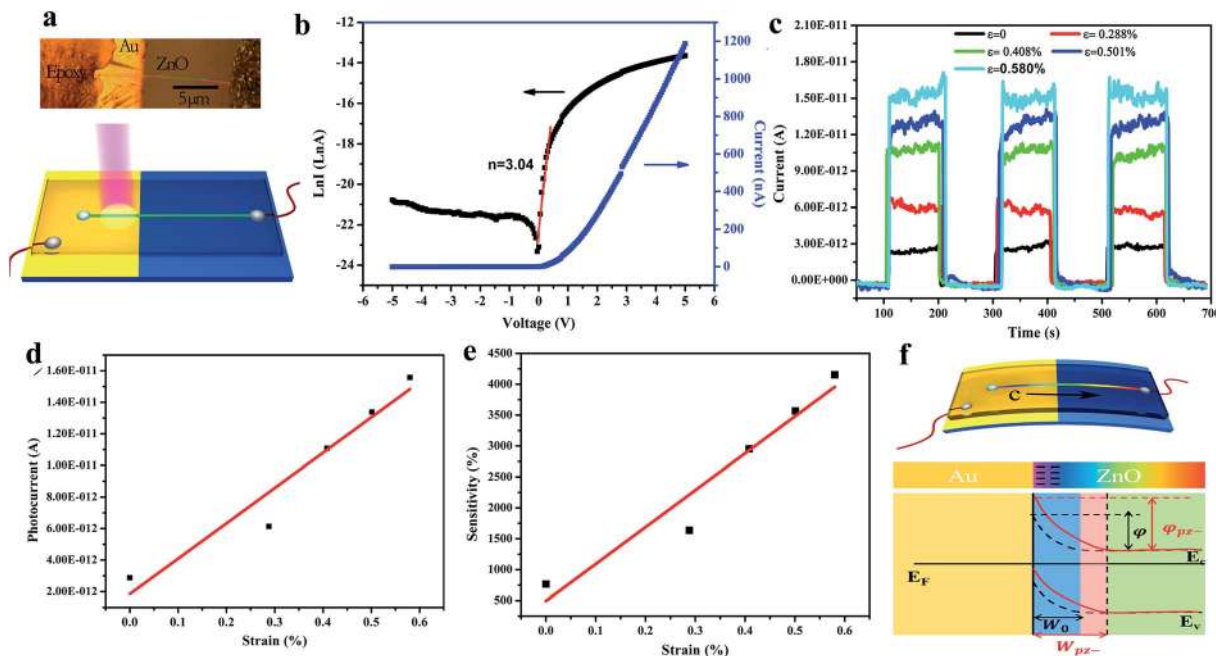 a
Epoxy
Au
ZnO
5μm
b
LnI (LnA)
-12
-14
-16
-18
-20
-22
-24
n=3.04
-6 -5 -4 -3 -2 -1 0 1 2 3 4 5 6
Voltage (V)
1200
1000
800
600
400
200
0
Current (nA)
c
Current (A)
1.80E-011
1.50E-011
1.20E-011
9.00E-012
6.00E-012
3.00E-012
0.00E+000
ε=0 ε= 0.288%
ε= 0.408% ε=0.501%
ε=0.580%
100 200 300 400 500 600 700
Time (s)
d
Photocurrent (A)
1.60E-011
1.40E-011
1.20E-011
1.00E-011
8.00E-012
6.00E-012
4.00E-012
2.00E-012
0.0 0.1 0.2 0.3 0.4 0.5 0.6
Strain (%)
e
Sensitivity (%)
4500
4000
3500
3000
2500
2000
1500
1000
500
0.0 0.1 0.2 0.3 0.4 0.5 0.6
Strain (%)
f
c
Au
ZnO
φ
φpz−
Ec
EF
Ev
W0
Wpz−